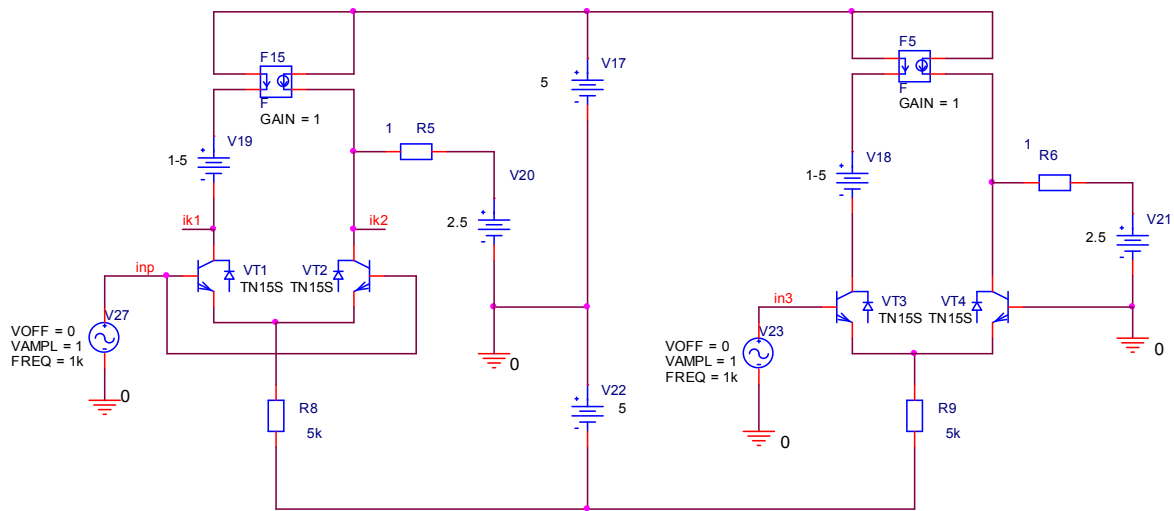 F15
F
GAIN = 1
V19
1-5
1
R5
V20
2.5
V17
5
ik1
ik2
inp
VT1
TN15S
VT2
TN15S
V27
VOFF = 0
VAMPL = 1
FREQ = 1k
0
0
R8
5k
V22
5
F5
F
GAIN = 1
V18
1-5
1
R6
V21
2.5
in3
VT3
TN15S
VT4
TN15S
V23
VOFF = 0
VAMPL = 1
FREQ = 1k
0
0
R9
5k